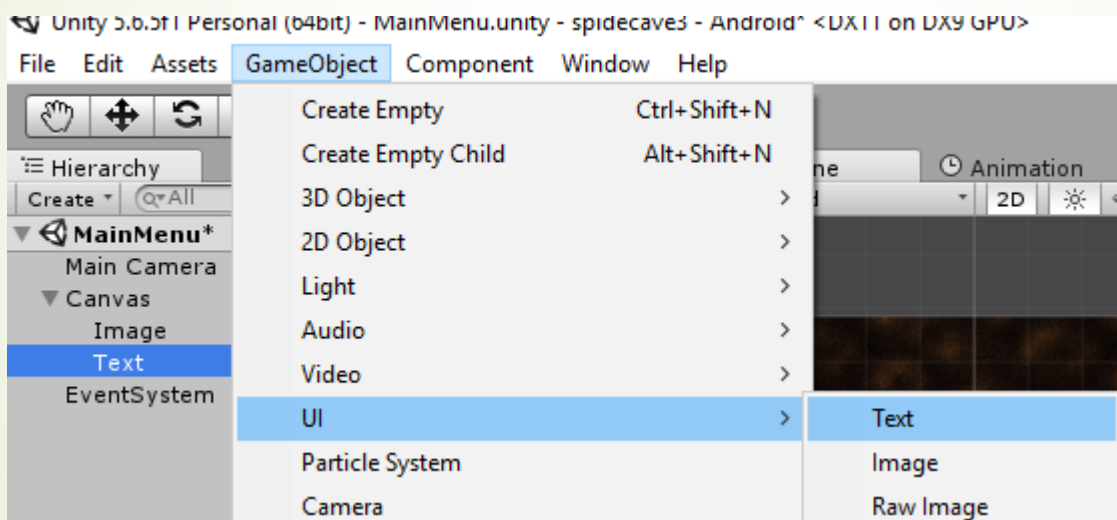 Unity 5.6.5f1 Personal (64bit) - MainMenu.unity - spidecave3 - Android* <DX11 on DX9 GPU>
File Edit Assets GameObject Component Window Help
Create Empty Ctrl+Shift+N
Hierarchy
Create Empty Child Alt+Shift+N
ne
Animation
Create All
3D Object
2D
MainMenu*
2D Object
Main Camera
Light
Canvas
Image
Audio
Text
Video
EventSystem
UI
Text
Particle System
Image
Camera
Raw Image